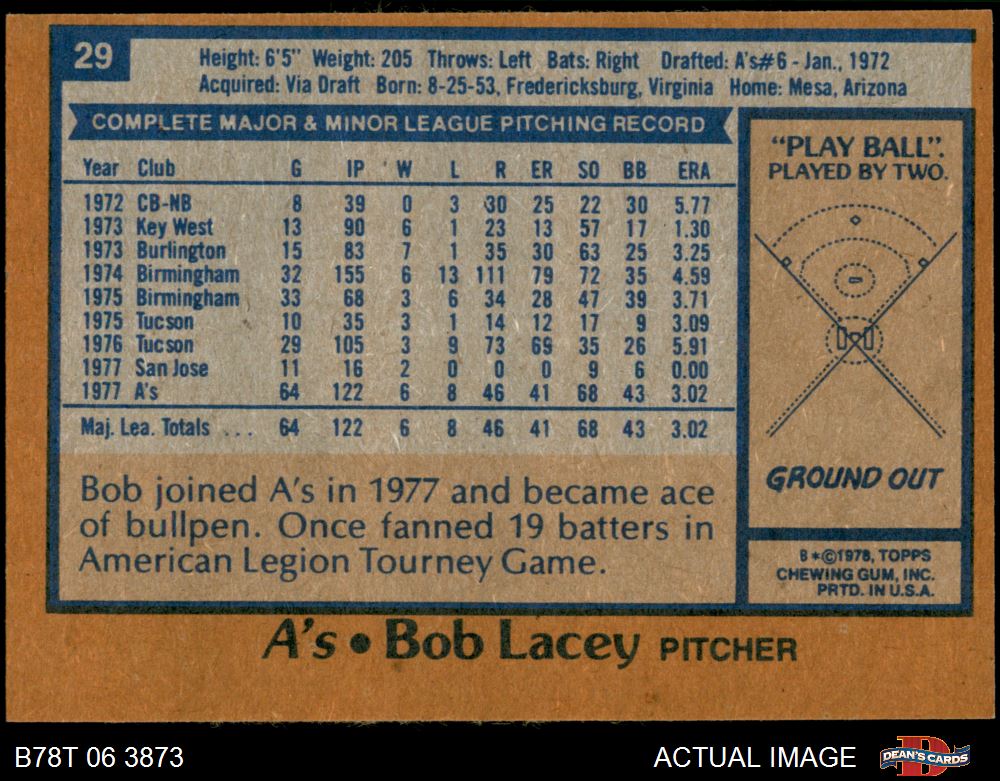 29
Height: 6'5" Weight: 205 Throws: Left Bats: Right Drafted: A's#6 - Jan., 1972
Acquired: Via Draft Born: 8-25-53, Fredericksburg, Virginia Home: Mesa, Arizona
COMPLETE MAJOR & MINOR LEAGUE PITCHING RECORD
Year Club G IP W L R ER SO BB ERA
1972 CB-NB 8 39 0 3 30 25 22 30 5.77
1973 Key West 13 90 6 1 23 13 57 17 1.30
1973 Burlington 15 83 7 1 35 30 63 25 3.25
1974 Birmingham 32 155 6 13 111 79 72 35 4.59
1975 Birmingham 33 68 3 6 34 28 47 39 3.71
1975 Tucson 10 35 3 1 14 12 17 9 3.09
1976 Tucson 29 105 3 9 73 69 35 26 5.91
1977 San Jose 11 16 2 0 0 0 9 6 0.00
1977 A's 64 122 6 8 46 41 68 43 3.02
Maj. Lea. Totals ... 64 122 6 8 46 41 68 43 3.02
Bob joined A's in 1977 and became ace
of bullpen. Once fanned 19 batters in
American Legion Tourney Game.
"PLAY BALL".
PLAYED BY TWO.
GROUND OUT
B*©1978, TOPPS
CHEWING GUM, INC.
PRTD. IN U.S.A.
A's • Bob Lacey PITCHER
B78T 06 3873
ACTUAL IMAGE
D
DEAN'S CARDS